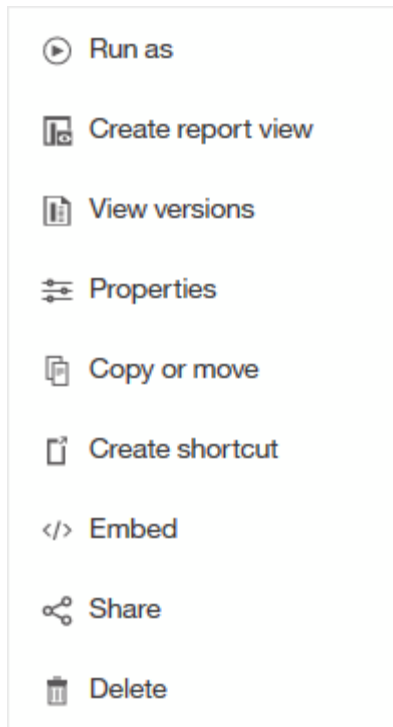 Run as
Create report view
View versions
Properties
Copy or move
Create shortcut
Embed
Share
Delete